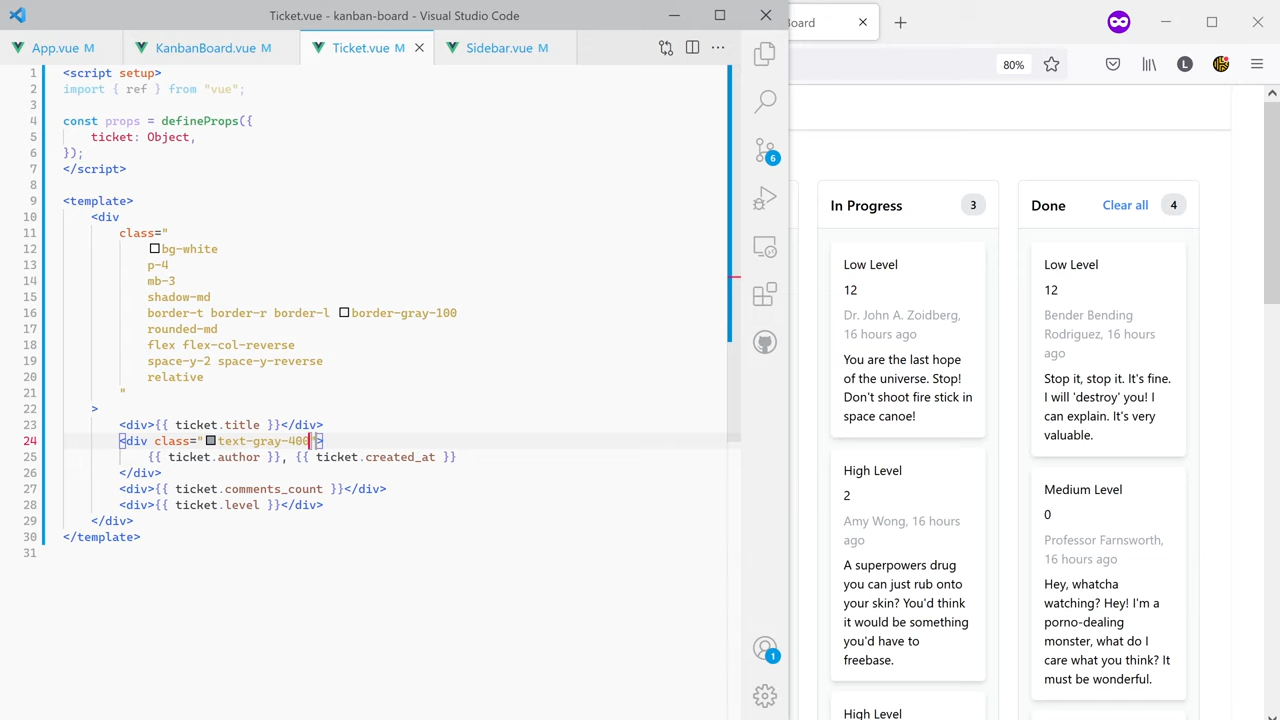 Ticket.vue - kanban-board - Visual Studio Code
App.vue M
KanbanBoard.vue M
Ticket.vue M
Sidebar.vue M
1 <script setup>
2 import { ref } from "vue";
3
4 const props = defineProps({
5 ticket: Object,
6 });
7 </script>
8
9 <template>
10 <div
11 class="
12 bg-white
13 p-4
14 mb-3
15 shadow-md
16 border-t border-r border-l border-gray-100
17 rounded-md
18 flex flex-col-reverse
19 space-y-2 space-y-reverse
20 relative
21 "
22 >
23 <div>{{ ticket.title }}</div>
24 <div class="text-gray-400">
25 {{ ticket.author }}, {{ ticket.created_at }}
26 </div>
27 <div>{{ ticket.comments_count }}</div>
28 <div>{{ ticket.level }}</div>
29 </div>
30 </template>
31
6
1
Board
80%
L
In Progress
3
Low Level
12
Dr. John A. Zoidberg,
16 hours ago
You are the last hope
of the universe. Stop!
Don't shoot fire stick in
space canoe!
High Level
2
Amy Wong, 16 hours
ago
A superpowers drug
you can just rub onto
your skin? You'd think
it would be something
you'd have to
freebase.
High Level
Done
Clear all
4
Low Level
12
Bender Bending
Rodriguez, 16 hours
ago
Stop it, stop it. It's fine.
I will 'destroy' you! I
can explain. It's very
valuable.
Medium Level
0
Professor Farnsworth,
16 hours ago
Hey, whatcha
watching? Hey! I'm a
porno-dealing
monster, what do I
care what you think? It
must be wonderful.